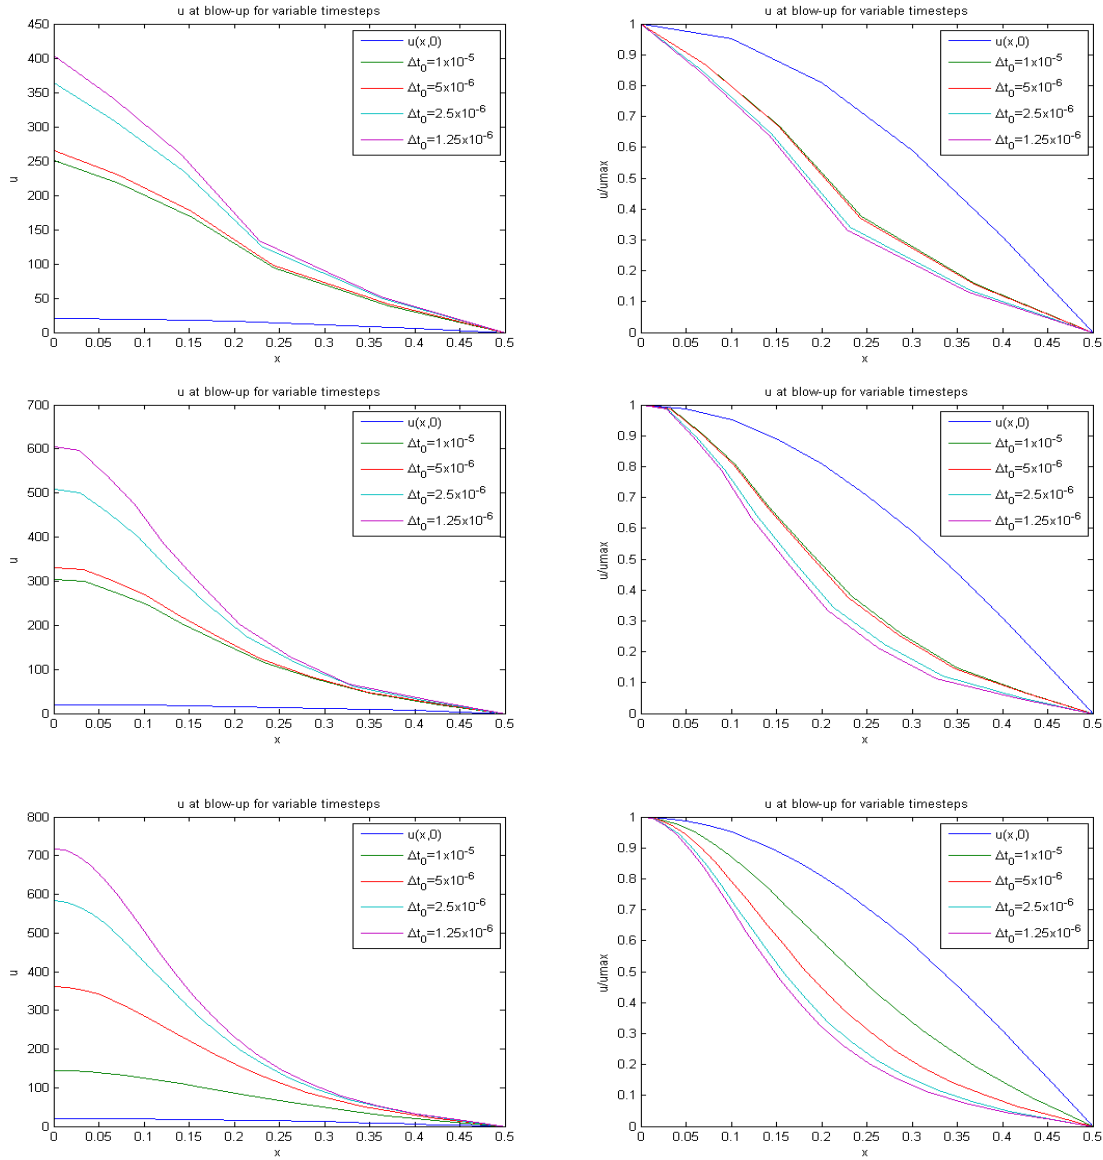 u at blow-up for variable timesteps
450
400
350
300
250
200
150
100
50
0
u
0 0.05 0.1 0.15 0.2 0.25 0.3 0.35 0.4 0.45 0.5
x
u(x,0)
Δt₀=1x10⁻⁵
Δt₀=5x10⁻⁶
Δt₀=2.5x10⁻⁶
Δt₀=1.25x10⁻⁶
u at blow-up for variable timesteps
1
0.9
0.8
0.7
0.6
0.5
0.4
0.3
0.2
0.1
0
u/umax
0 0.05 0.1 0.15 0.2 0.25 0.3 0.35 0.4 0.45 0.5
x
u(x,0)
Δt₀=1x10⁻⁵
Δt₀=5x10⁻⁶
Δt₀=2.5x10⁻⁶
Δt₀=1.25x10⁻⁶
u at blow-up for variable timesteps
700
600
500
400
300
200
100
0
u
0 0.05 0.1 0.15 0.2 0.25 0.3 0.35 0.4 0.45 0.5
x
u(x,0)
Δt₀=1x10⁻⁵
Δt₀=5x10⁻⁶
Δt₀=2.5x10⁻⁶
Δt₀=1.25x10⁻⁶
u at blow-up for variable timesteps
1
0.9
0.8
0.7
0.6
0.5
0.4
0.3
0.2
0.1
0
u/umax
0 0.05 0.1 0.15 0.2 0.25 0.3 0.35 0.4 0.45 0.5
x
u(x,0)
Δt₀=1x10⁻⁵
Δt₀=5x10⁻⁶
Δt₀=2.5x10⁻⁶
Δt₀=1.25x10⁻⁶
u at blow-up for variable timesteps
800
700
600
500
400
300
200
100
0
u
0 0.05 0.1 0.15 0.2 0.25 0.3 0.35 0.4 0.45 0.5
x
u(x,0)
Δt₀=1x10⁻⁵
Δt₀=5x10⁻⁶
Δt₀=2.5x10⁻⁶
Δt₀=1.25x10⁻⁶
u at blow-up for variable timesteps
1
0.9
0.8
0.7
0.6
0.5
0.4
0.3
0.2
0.1
0
u/umax
0 0.05 0.1 0.15 0.2 0.25 0.3 0.35 0.4 0.45 0.5
x
u(x,0)
Δt₀=1x10⁻⁵
Δt₀=5x10⁻⁶
Δt₀=2.5x10⁻⁶
Δt₀=1.25x10⁻⁶